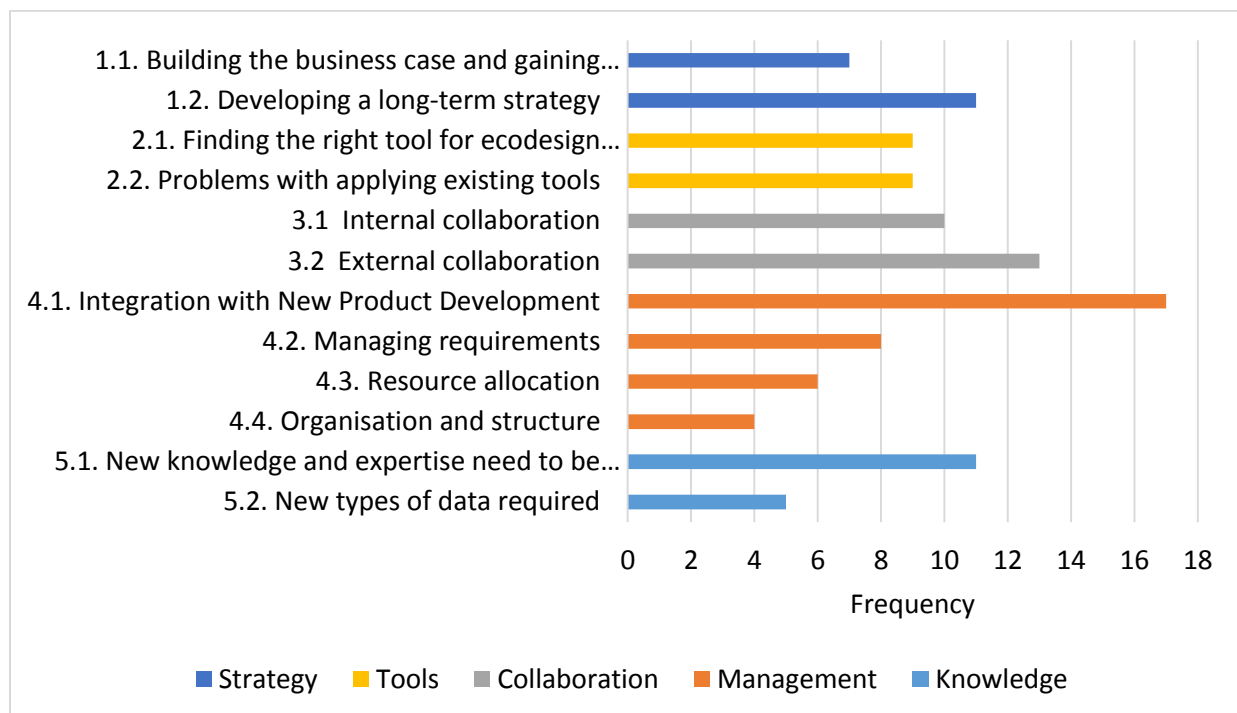 1.1. Building the business case and gaining…
1.2. Developing a long-term strategy
2.1. Finding the right tool for ecodesign…
2.2. Problems with applying existing tools
3.1  Internal collaboration
3.2  External collaboration
4.1. Integration with New Product Development
4.2. Managing requirements
4.3. Resource allocation
4.4. Organisation and structure
5.1. New knowledge and expertise need to be…
5.2. New types of data required
0 2 4 6 8 10 12 14 16 18
Frequency
Strategy Tools Collaboration Management Knowledge